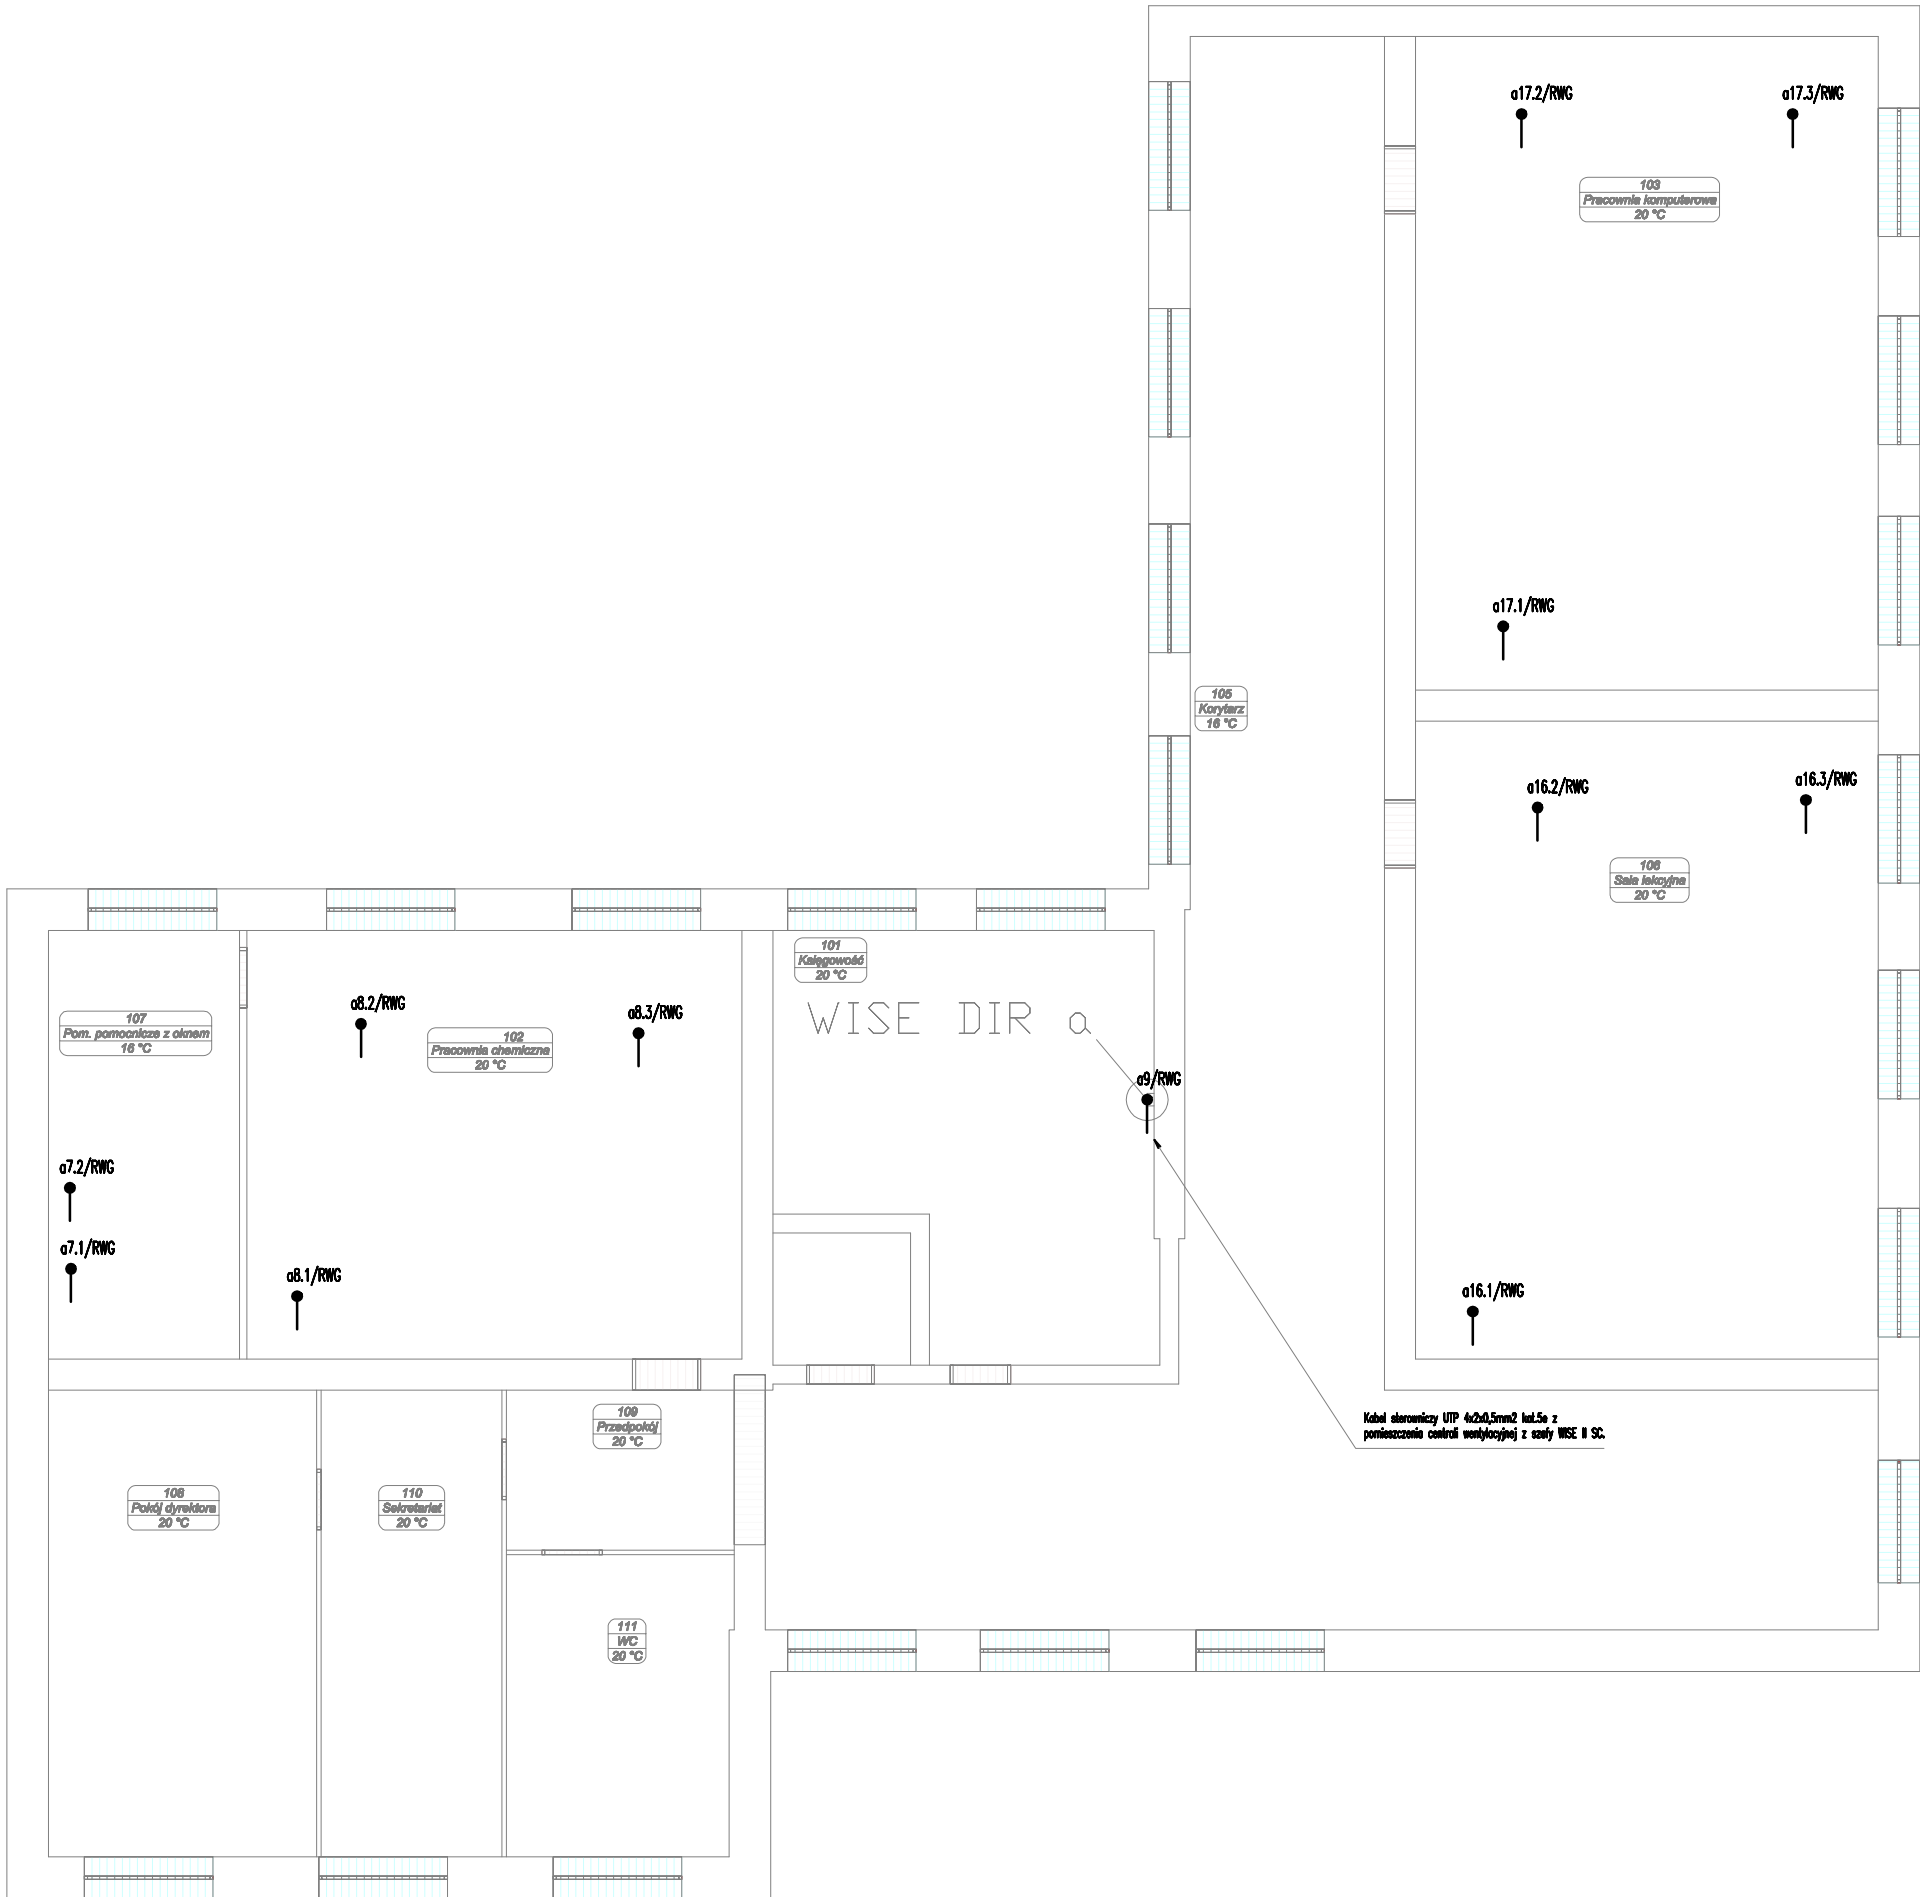 a17.2/RWG
a17.3/RWG
103
Pracownia komputerowa
20 °C
a17.1/RWG
105
Korytarz
16 °C
a16.2/RWG
a16.3/RWG
106
Sala lekcyjna
20 °C
101
Księgowość
20 °C
WISE DIR a
a8.2/RWG
a8.3/RWG
107
Pom. pomocnicze z oknem
16 °C
102
Pracownia chemiczna
20 °C
a9/RWG
a7.2/RWG
a7.1/RWG
a8.1/RWG
a16.1/RWG
109
Przedpokój
20 °C
Kabel sterowniczy UTP 4x2x0,5mm2 kat.5e z
pomieszczenia centrali wentylacyjnej z szafy WISE II SC.
108
Pokój dyrektora
20 °C
110
Sekretariat
20 °C
111
WC
20 °C